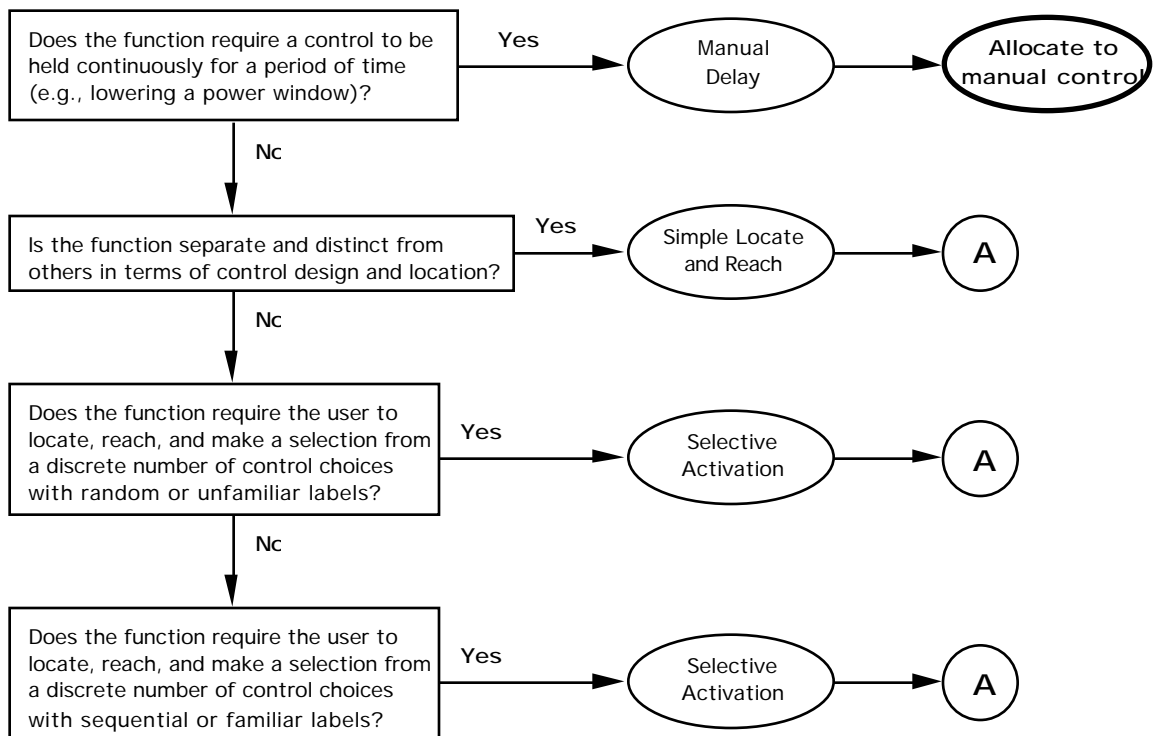 Does the function require a control to be
held continuously for a period of time
(e.g., lowering a power window)?
Yes
Manual
Delay
Allocate to
manual control
Nc
Is the function separate and distinct from
others in terms of control design and location?
Yes
Simple Locate
and Reach
A
Nc
Does the function require the user to
locate, reach, and make a selection from
a discrete number of control choices
with random or unfamiliar labels?
Yes
Selective
Activation
A
Nc
Does the function require the user to
locate, reach, and make a selection from
a discrete number of control choices
with sequential or familiar labels?
Yes
Selective
Activation
A